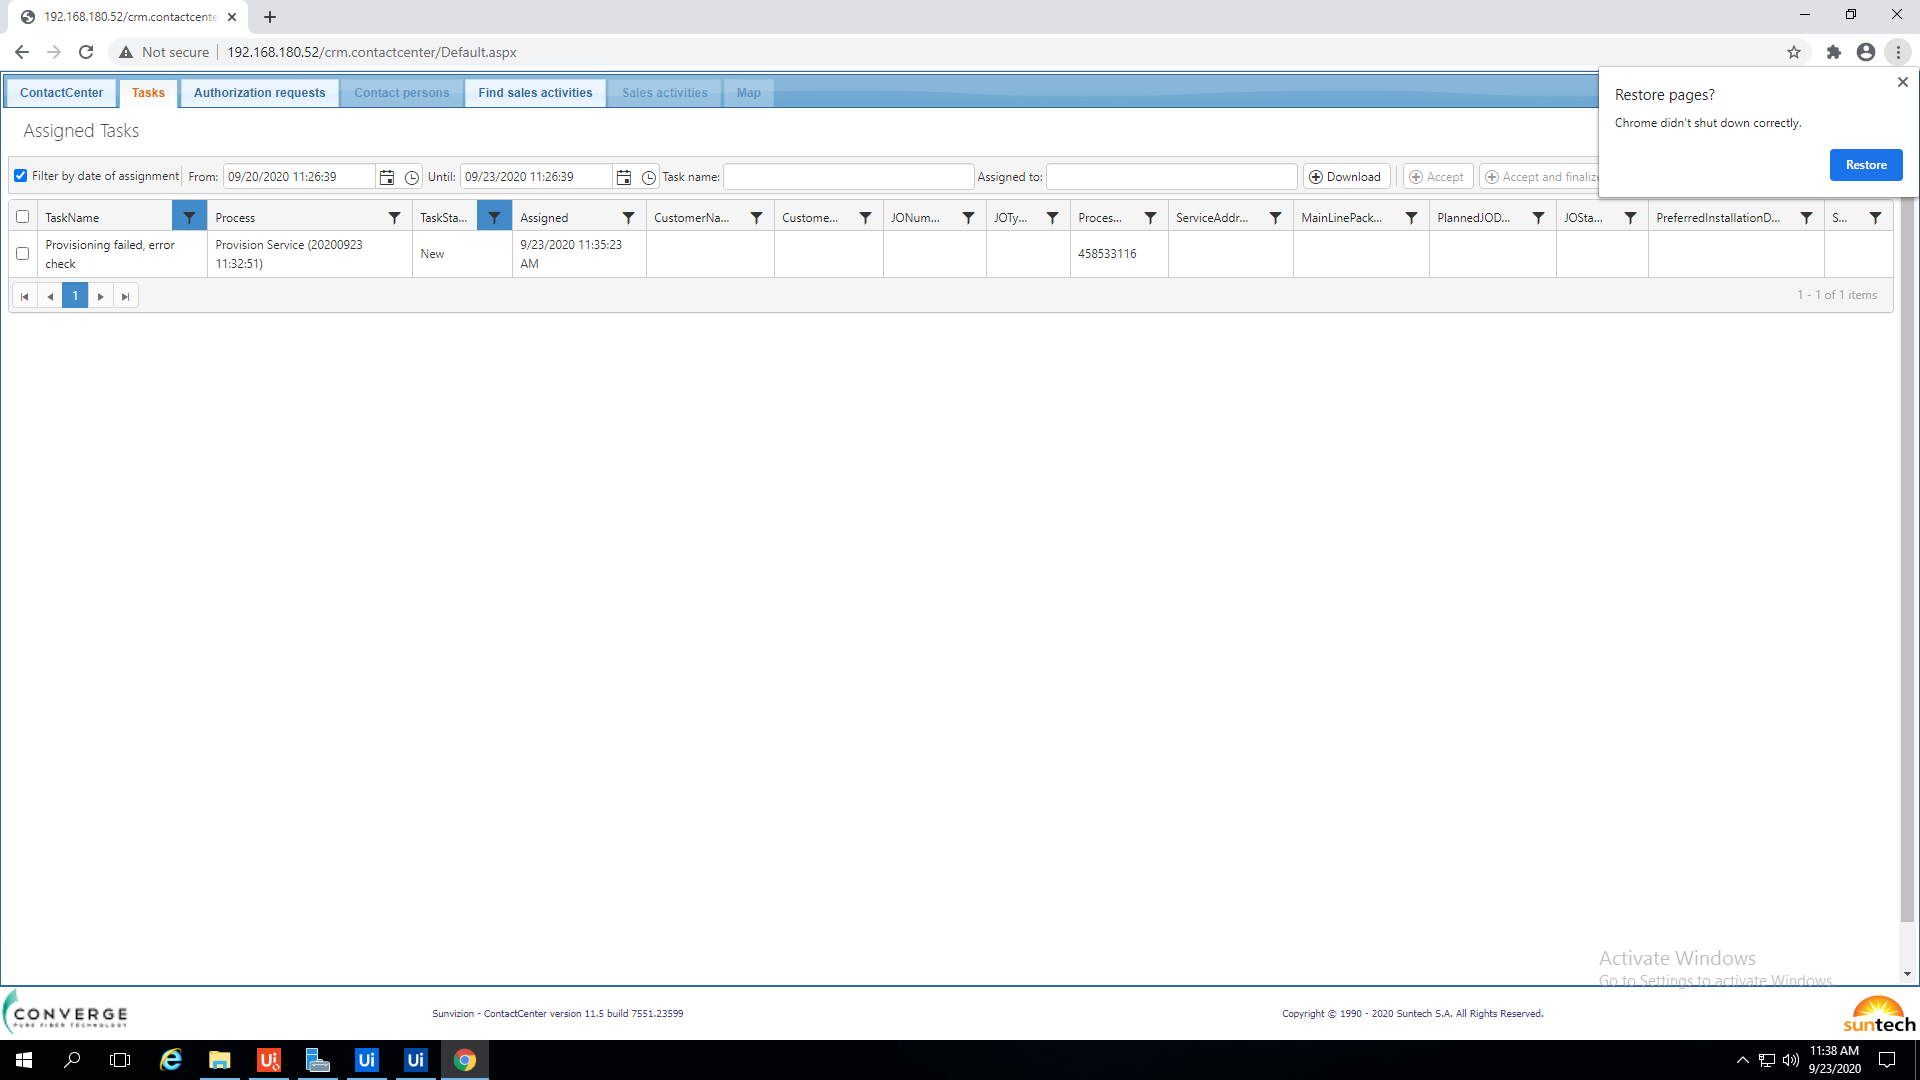 192.168.180.52/crm.contactcente
Not secure
192.168.180.52/crm.contactcenter/Default.aspx
ContactCenter Tasks Authorization requests Contact persons Find sales activities Sales activities Map
Restore pages?
Chrome didn't shut down correctly.
Restore
Assigned Tasks
Filter by date of assignment From: 09/20/2020 11:26:39 Until: 09/23/2020 11:26:39 Task name: Assigned to: Download Accept Accept and finalize
TaskName Process TaskSta... Assigned CustomerNa... Custome... JONum... JOTy... Proces... ServiceAddr... MainLinePack... PlannedJOD... JOSta... PreferredInstallationD... S...
Provisioning failed, error check
Provision Service (20200923 11:32:51)
New
9/23/2020 11:35:23 AM
458533116
1
1 - 1 of 1 items
Activate Windows
Go to Settings to activate Windows.
CONVERGE
PURE FIBER TECHNOLOGY
Sunvizion - ContactCenter version 11.5 build 7551.23599
Copyright © 1990 - 2020 Suntech S.A. All Rights Reserved.
suntech
Ui
Ui
Ui
11:38 AM
9/23/2020